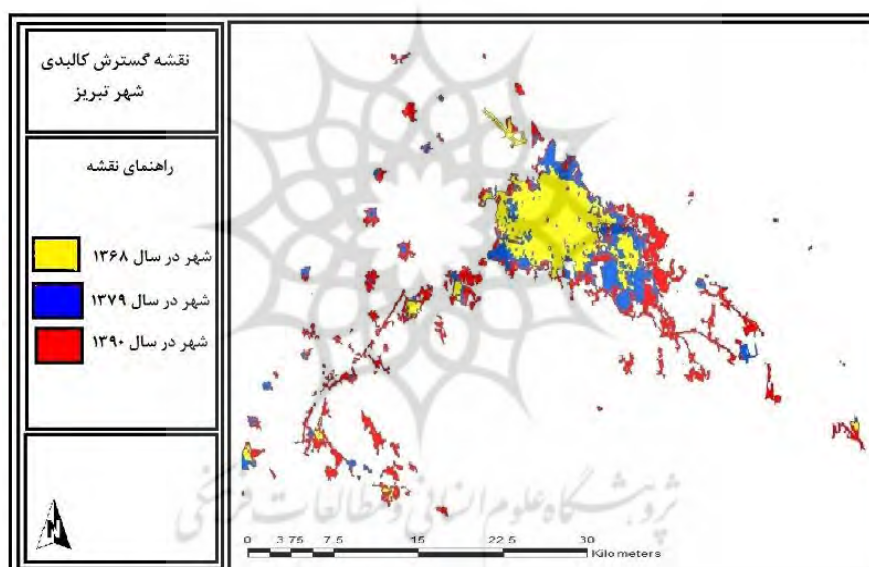 نقشه گسترش کالبدی
شهر تبریز
راهنمای نقشه
شهر در سال ۱۳۶۸
شهر در سال ۱۳۷۹
شهر در سال ۱۳۹۰
N
پژوهشگاه علوم انسانی و مطالعات فرهنگی
0 3.75 7.5 15 22.5 30
Kilometers